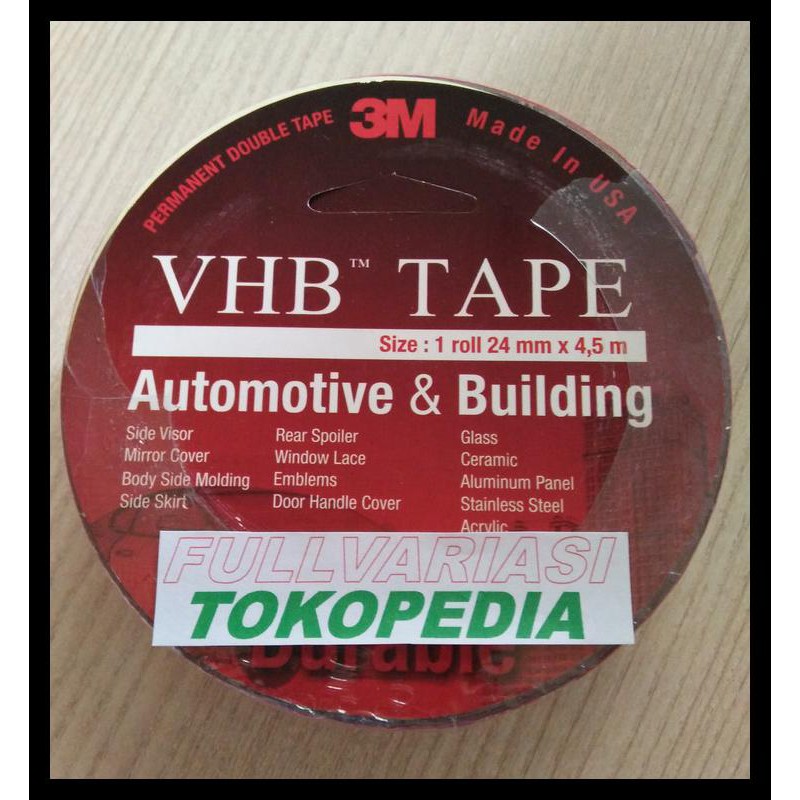 PERMANENT DOUBLE TAPE 3M Made In USA
VHB™ TAPE
Size : 1 roll 24 mm x 4,5 m
Automotive & Building
Side Visor
Mirror Cover
Body Side Molding
Side Skirt
Rear Spoiler
Window Lace
Emblems
Door Handle Cover
Glass
Ceramic
Aluminum Panel
Stainless Steel
Acrylic
FULLVARIASI
TOKOPEDIA
Durable